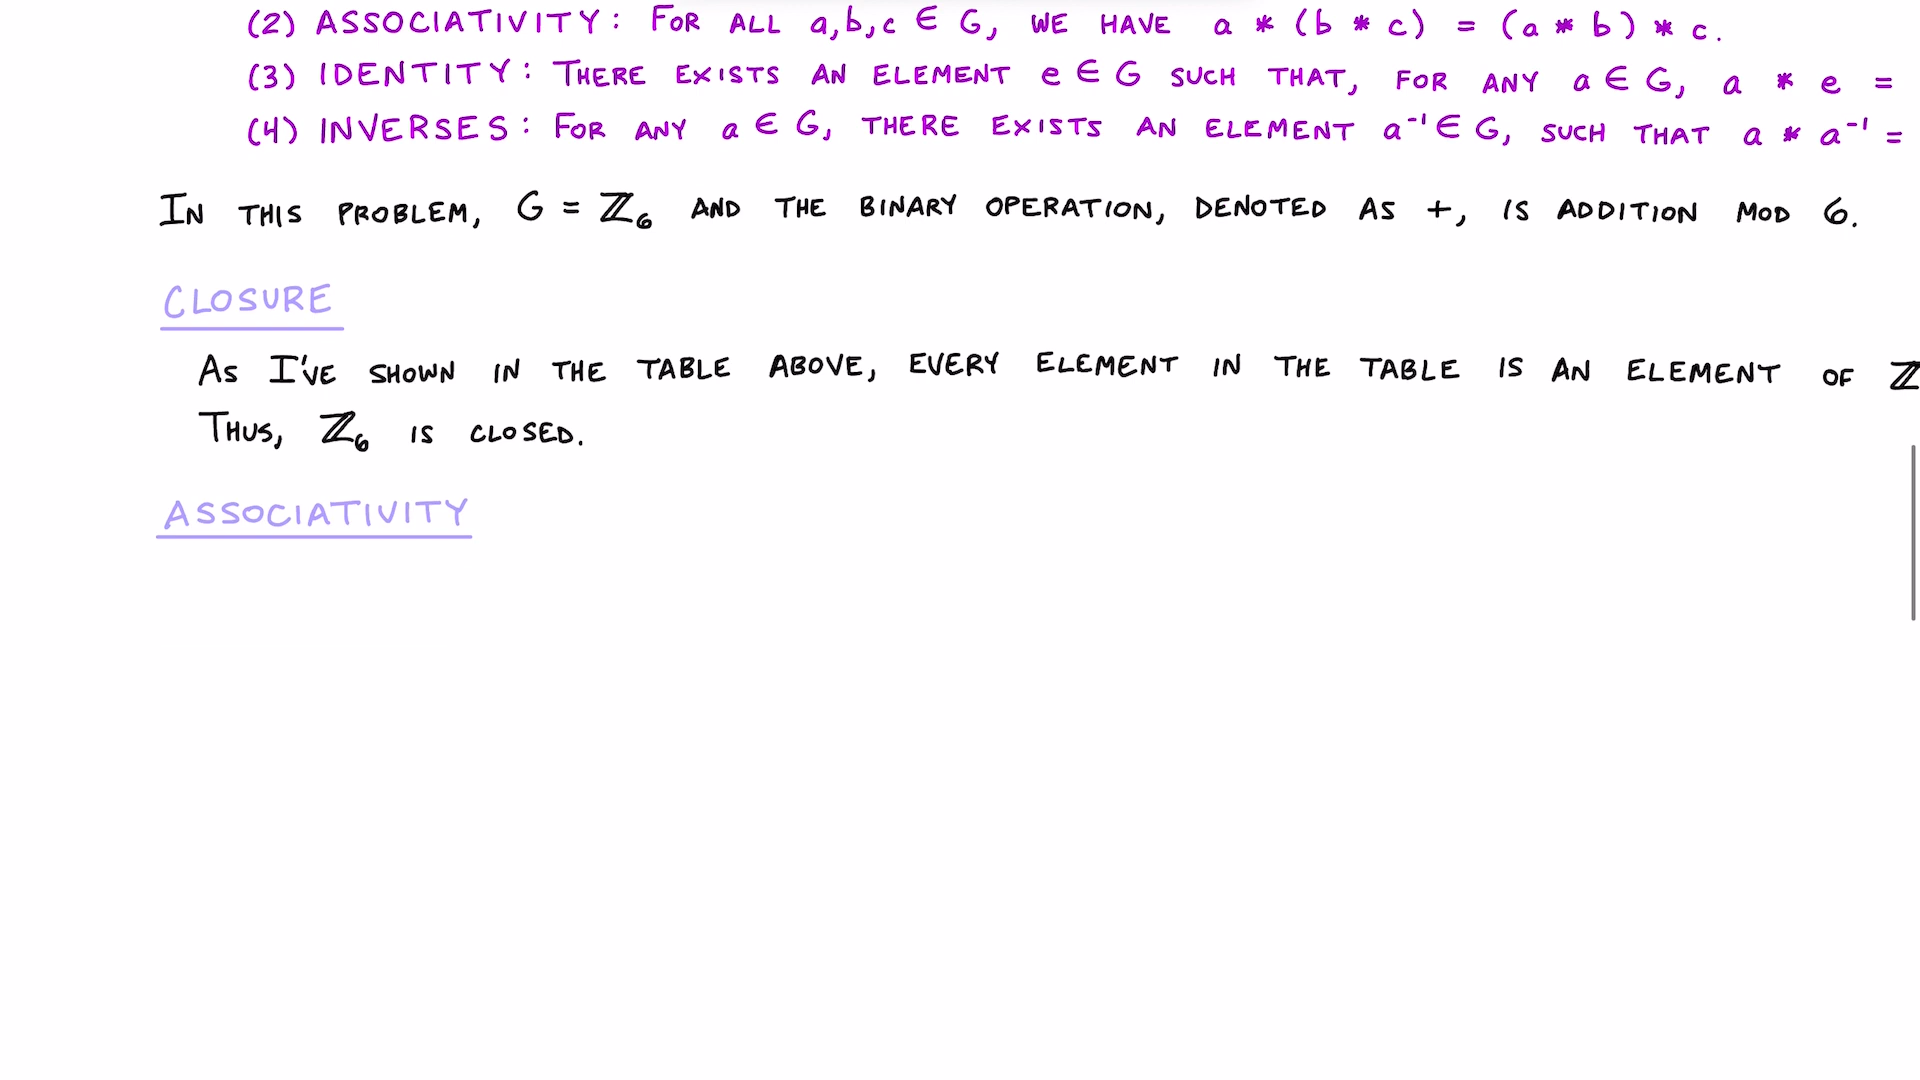 (2) ASSOCIATIVITY: FOR ALL a,b,c ∈ G, WE HAVE a * (b * c) = (a * b) * c.
(3) IDENTITY: THERE EXISTS AN ELEMENT e ∈ G SUCH THAT, FOR ANY a ∈ G, a * e =
(4) INVERSES: FOR ANY a ∈ G, THERE EXISTS AN ELEMENT a⁻¹ ∈ G, SUCH THAT a * a⁻¹ =
IN THIS PROBLEM, G = ℤ₆ AND THE BINARY OPERATION, DENOTED AS +, IS ADDITION MOD 6.
CLOSURE
AS I'VE SHOWN IN THE TABLE ABOVE, EVERY ELEMENT IN THE TABLE IS AN ELEMENT OF ℤ
THUS, ℤ₆ IS CLOSED.
ASSOCIATIVITY